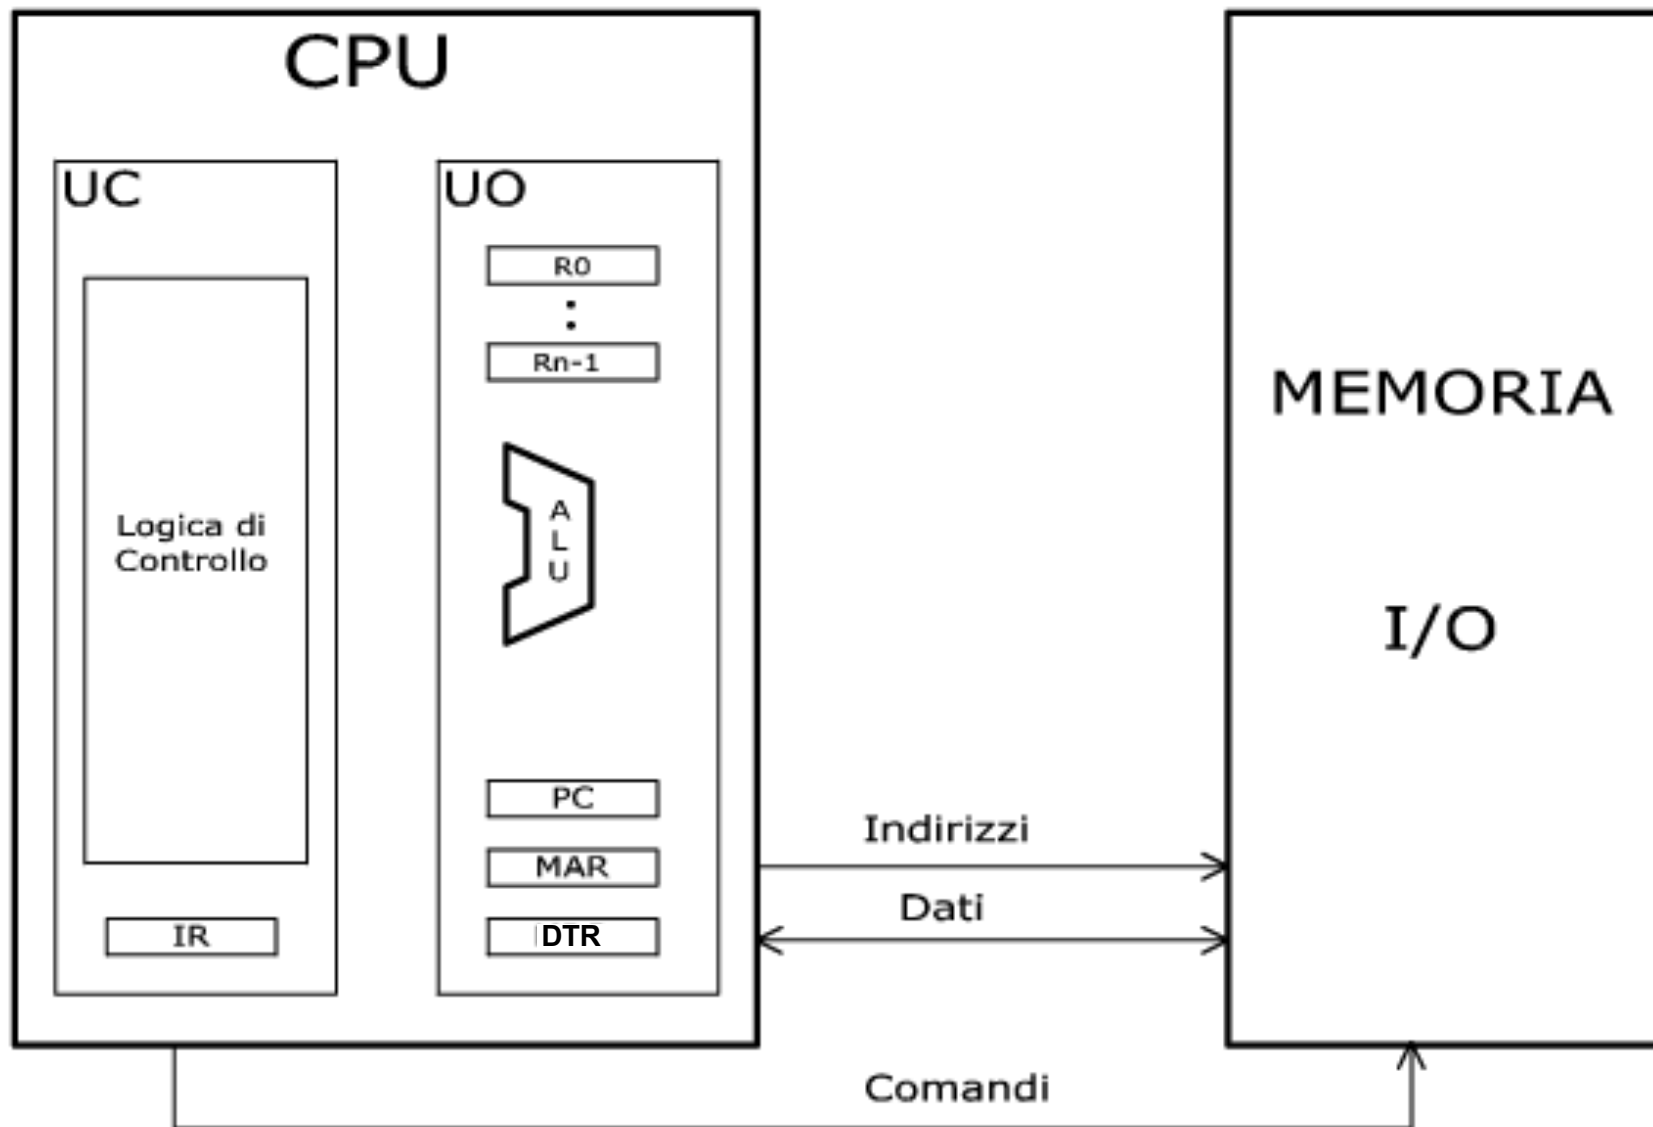 CPU
UC
Logica di
Controllo
IR
UO
R0
:
Rn-1
A
L
U
PC
MAR
DTR
Indirizzi
Dati
Comandi
MEMORIA
I/O